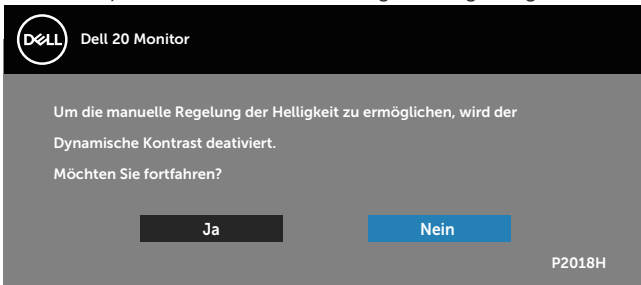 DELL
Dell 20 Monitor
Um die manuelle Regelung der Helligkeit zu ermöglichen, wird der
Dynamische Kontrast deativiert.
Möchten Sie fortfahren?
Ja Nein
P2018H